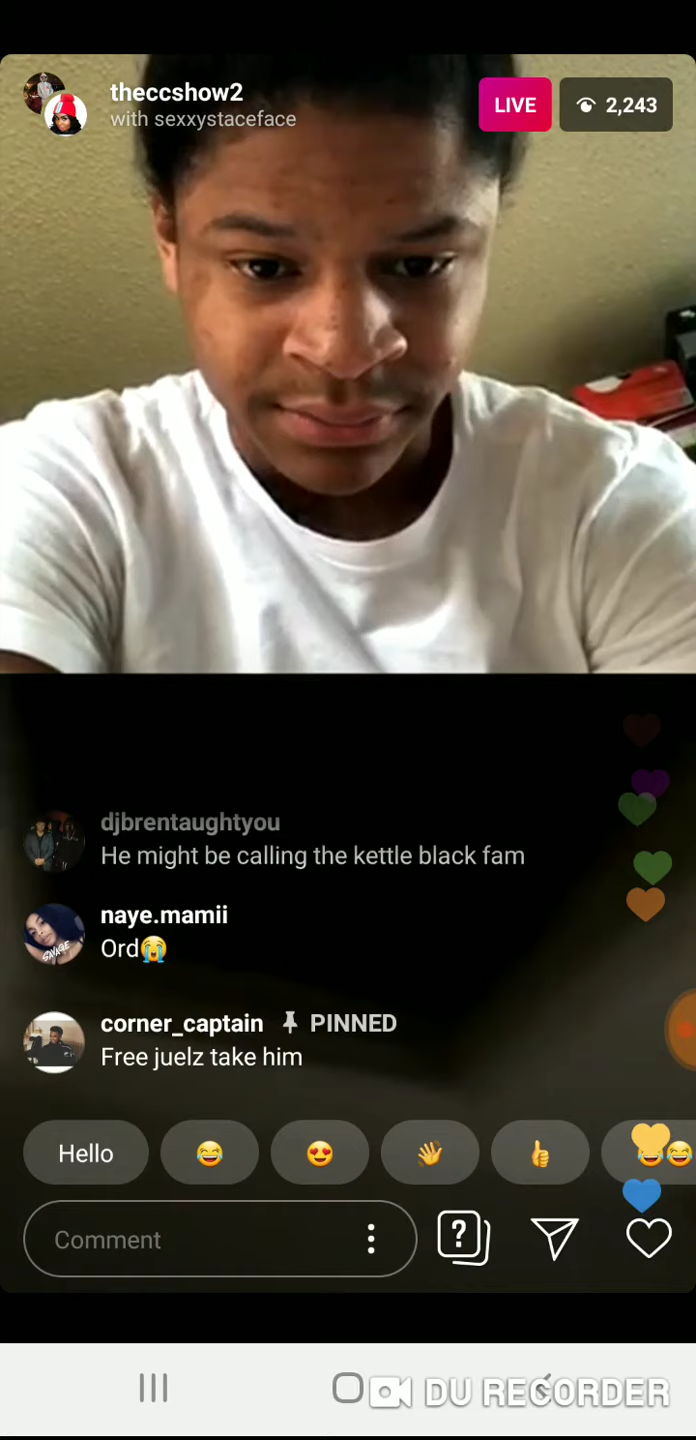 theccshow2
with sexxystaceface
LIVE
2,243
djbrentaughtyou
He might be calling the kettle black fam
naye.mamii
Ord😭
SAVAGE
corner_captain PINNED
Free juelz take him
Hello 😂 😍 👋 👍 😂😂
Comment
?
DU RECORDER